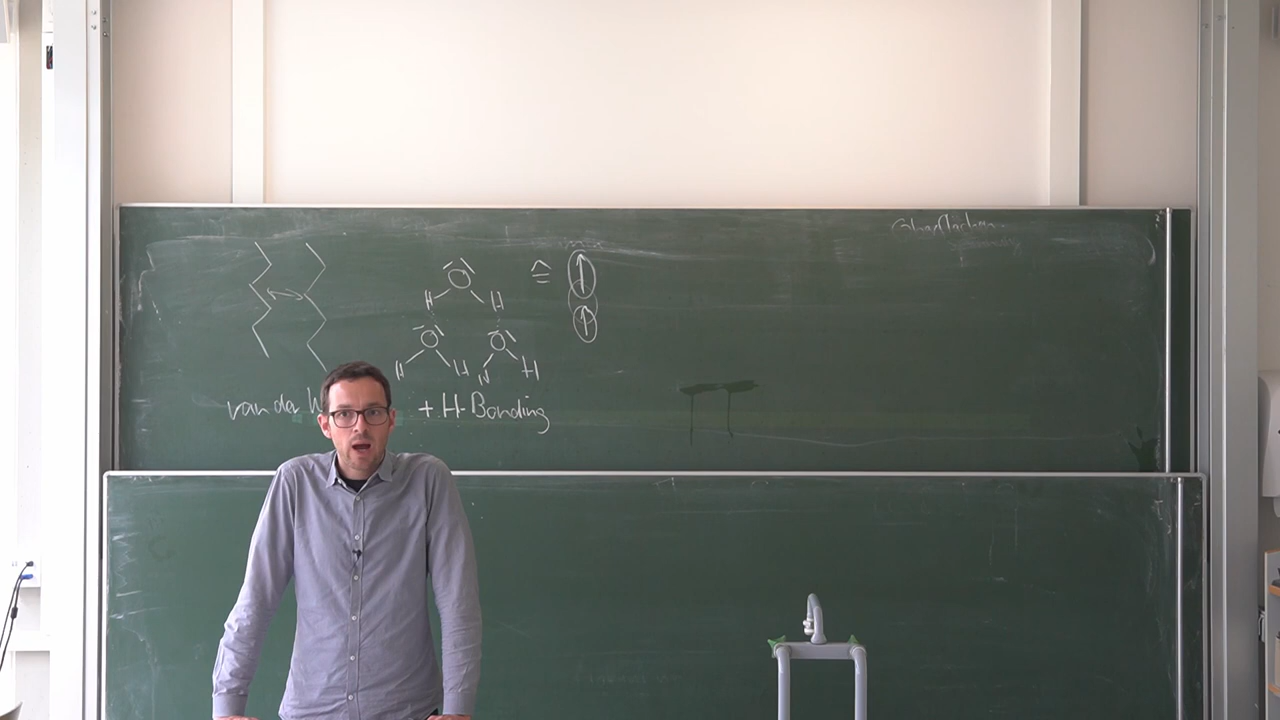 O ≙
H H
O O
H H H H
van der W + H-Bonding